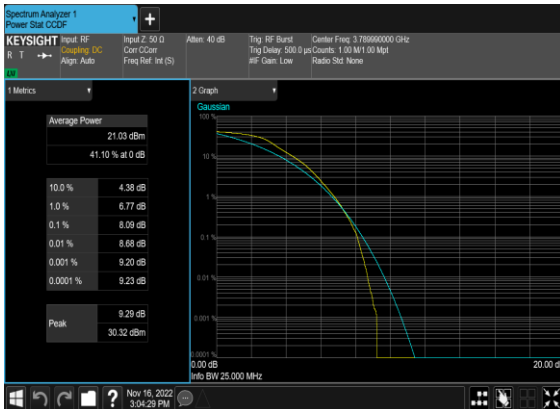 Spectrum Analyzer 1
Power Stat CCDF
KEYSIGHT
R T
LXI
Input: RF
Coupling: DC
Align: Auto
Input Z: 50 Ω
Corr CCorr
Freq Ref: Int (S)
Atten: 40 dB
Trig: RF Burst
Trig Delay: 500.0 µs
#IF Gain: Low
Center Freq: 3.789990000 GHz
Counts: 1.00 M/1.00 Mpt
Radio Std: None
1 Metrics
Average Power
21.03 dBm
41.10 % at 0 dB
10.0 % 4.38 dB
1.0 % 6.77 dB
0.1 % 8.09 dB
0.01 % 8.68 dB
0.001 % 9.20 dB
0.0001 % 9.23 dB
Peak
9.29 dB
30.32 dBm
2 Graph
Gaussian
100 %
10 %
1 %
0.1 %
0.01 %
0.001 %
0.0001 %
0.00 dB
20.00 d
Info BW 25.000 MHz
?
Nov 16, 2022
3:04:29 PM